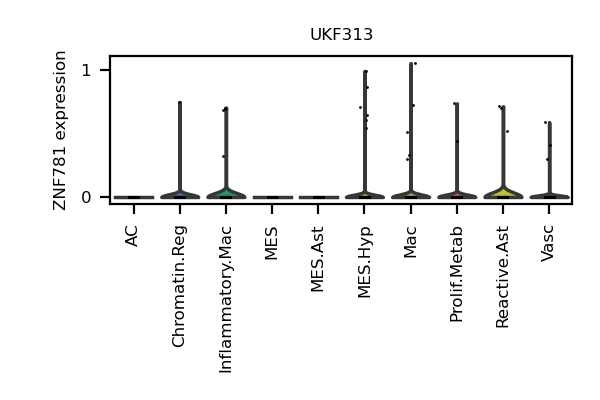 UKF313
ZNF781 expression
1
0
AC
Chromatin.Reg
Inflammatory.Mac
MES
MES.Ast
MES.Hyp
Mac
Prolif.Metab
Reactive.Ast
Vasc